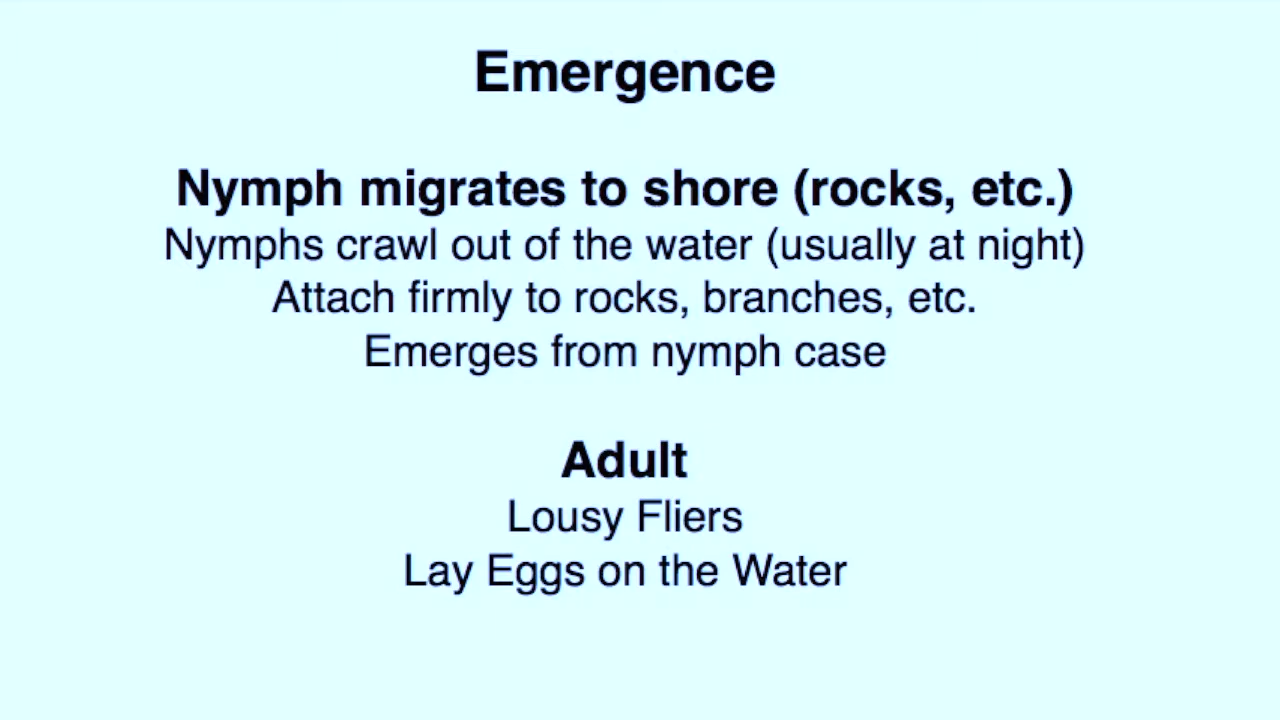 Emergence
Nymph migrates to shore (rocks, etc.)
Nymphs crawl out of the water (usually at night)
Attach firmly to rocks, branches, etc.
Emerges from nymph case
Adult
Lousy Fliers
Lay Eggs on the Water